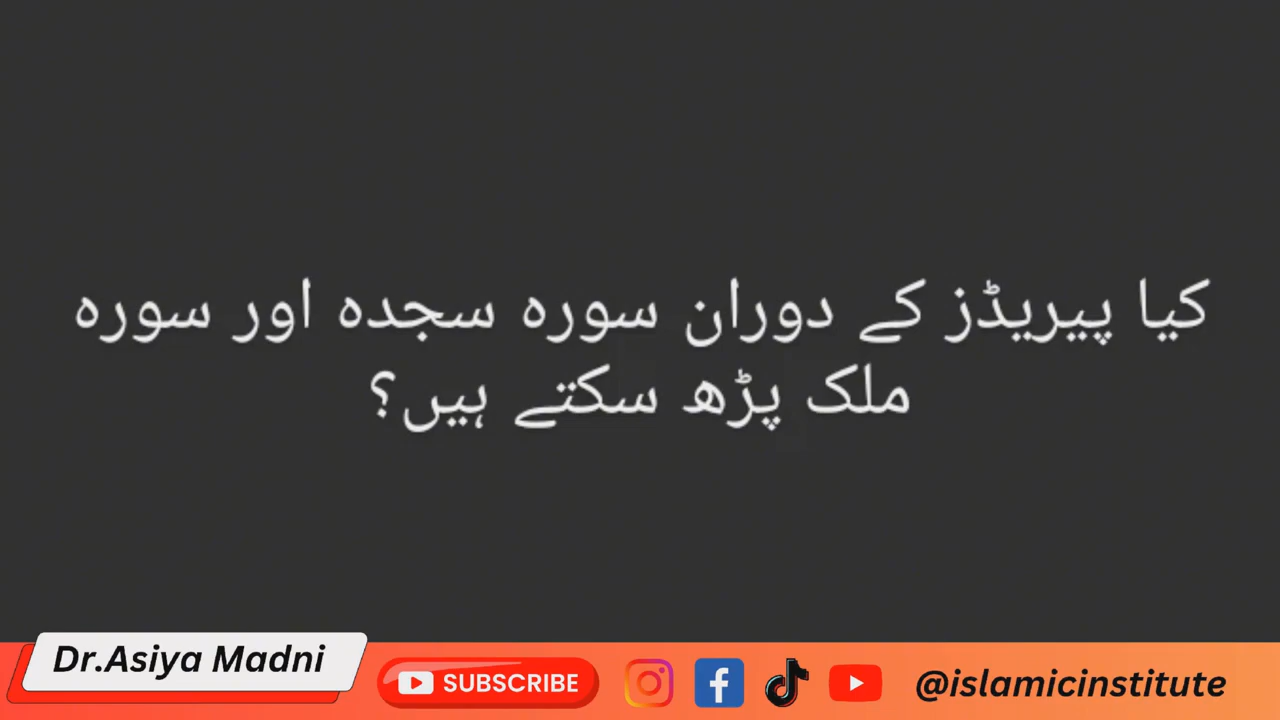 کیا پیریڈز کے دوران سورہ سجدہ اور سورہ
ملک پڑھ سکتے ہیں؟
Dr.Asiya Madni
SUBSCRIBE
@islamicinstitute